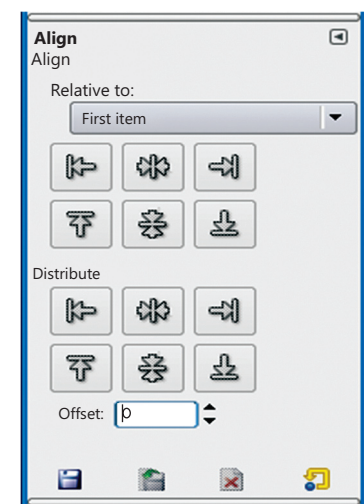 Align
Align
Relative to:
First item
Distribute
Offset: 0